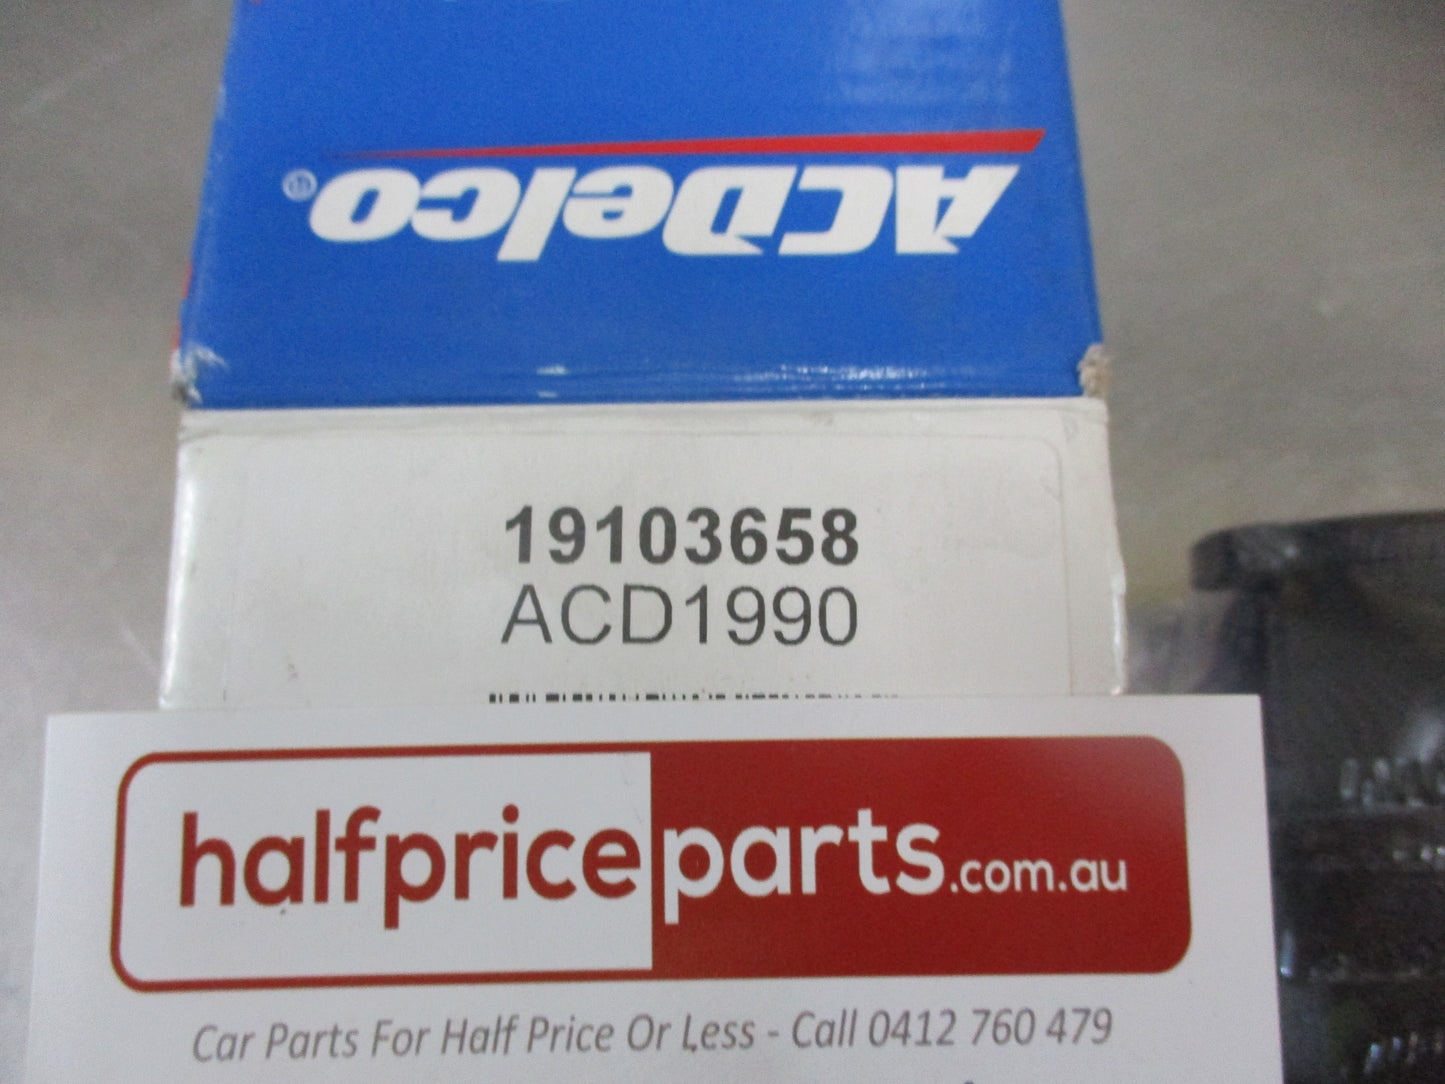 ACDelco®
19103658
ACD1990
halfpriceparts.com.au
Car Parts For Half Price Or Less - Call 0412 760 479